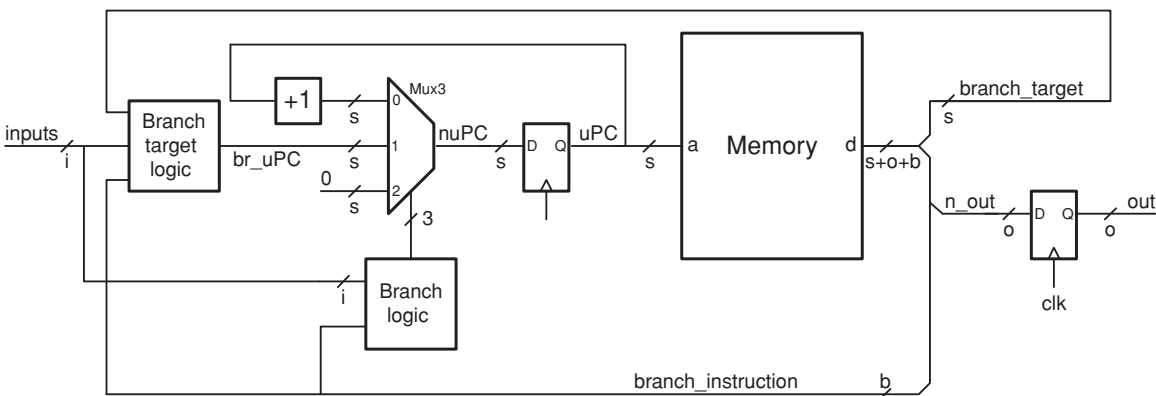 branch_target
s
+1
s
0
Mux3
inputs
i
Branch
target
logic
br_uPC
s
1
nuPC
s
D Q
uPC
s
a
Memory
d
s+o+b
0
s
2
3
n_out
o
D Q
o
out
clk
i
Branch
logic
branch_instruction
b